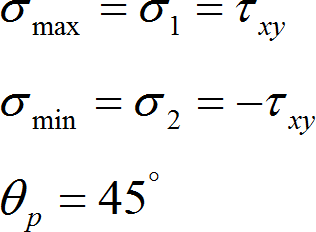 σ_max = σ_1 = τ_xy
σ_min = σ_2 = −τ_xy
θ_p = 45°